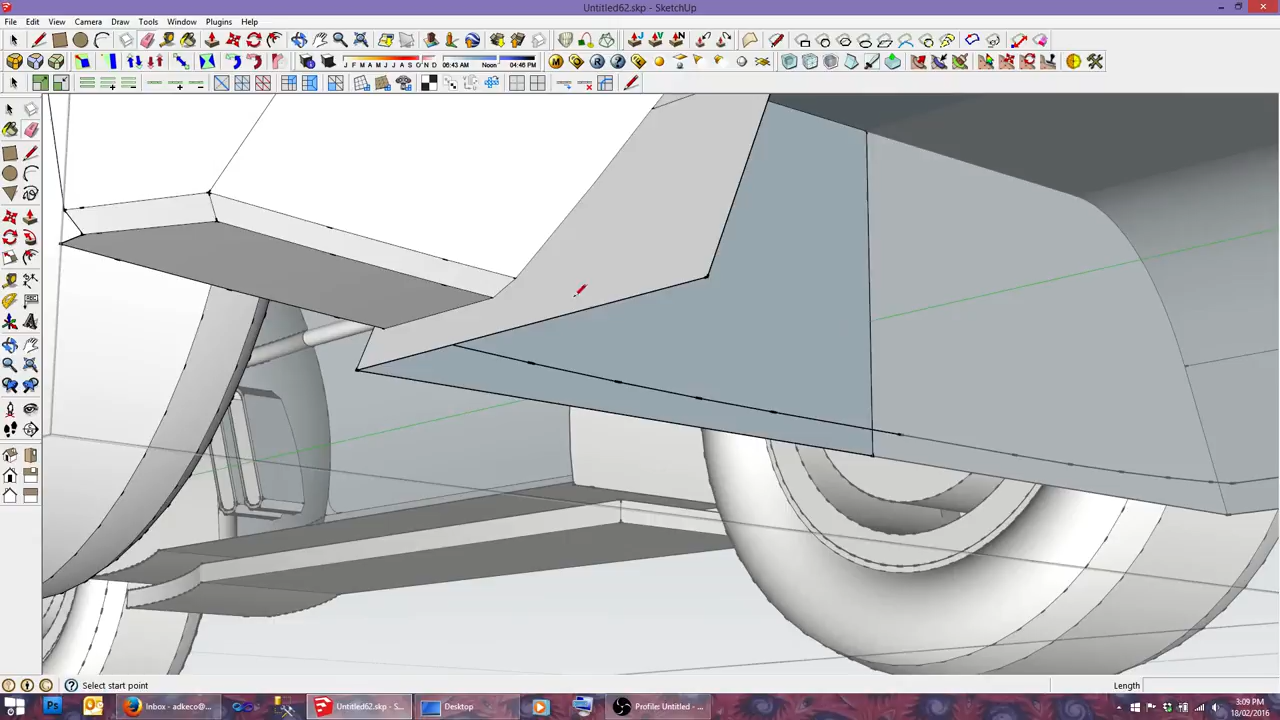 Untitled62.skp - SketchUp
File Edit View Camera Draw Tools Window Plugins Help
J F M A M J J A S O N D 06:43 AM Noon 04:46 PM
Select start point
Length
Inbox - adkeco@... Untitled62.skp - S... Desktop Profile: Untitled - ...
3:09 PM
18/02/2016